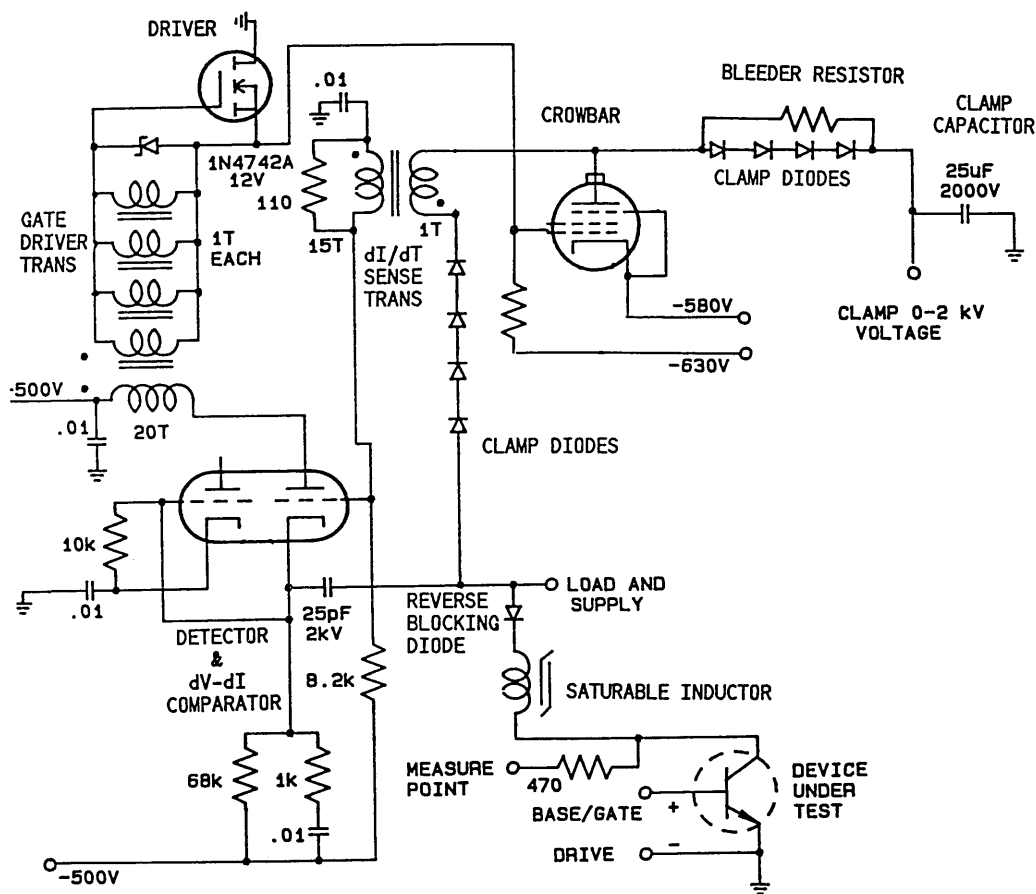 DRIVER
.01
1N4742A
12V
110
15T
1T
dI/dT
SENSE
TRANS
CROWBAR
BLEEDER RESISTOR
CLAMP DIODES
CLAMP
CAPACITOR
25uF
2000V
GATE
DRIVER
TRANS
1T
EACH
-580V
-630V
CLAMP 0-2 kV
VOLTAGE
-500V
.01
20T
CLAMP DIODES
10k
.01
DETECTOR
&
dV-dI
COMPARATOR
25pF
2kV
REVERSE
BLOCKING
DIODE
LOAD AND
SUPPLY
8.2k
SATURABLE INDUCTOR
68k
1k
.01
MEASURE
POINT
470
BASE/GATE
+
DRIVE
-
DEVICE
UNDER
TEST
-500V